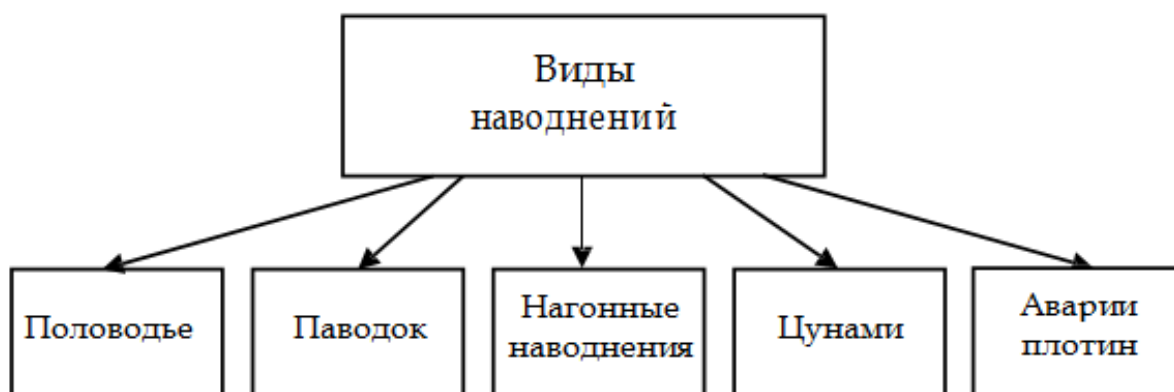 Виды
наводнений
Половодье
Паводок
Нагонные
наводнения
Цунами
Аварии
плотин